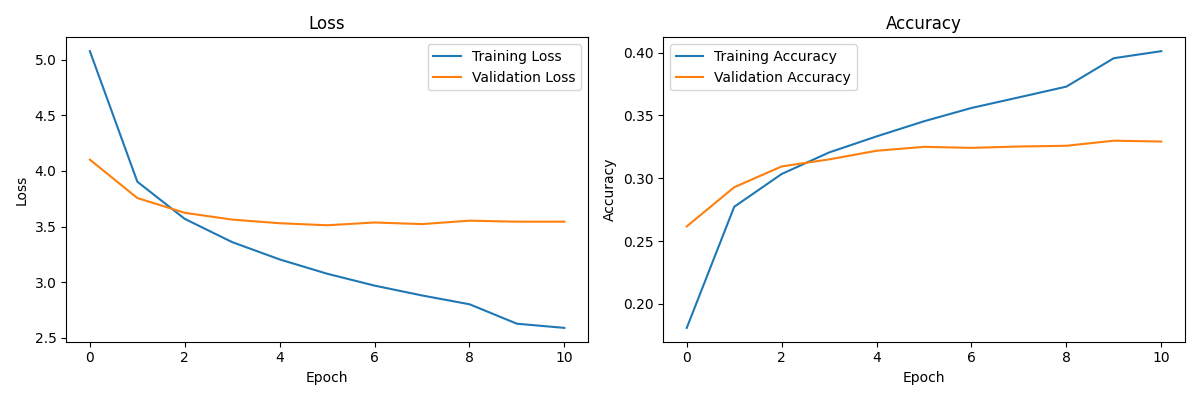 Loss
Training Loss
Validation Loss
5.0
4.5
4.0
3.5
3.0
2.5
0 2 4 6 8 10
Loss
Epoch
Accuracy
Training Accuracy
Validation Accuracy
0.40
0.35
0.30
0.25
0.20
0 2 4 6 8 10
Accuracy
Epoch